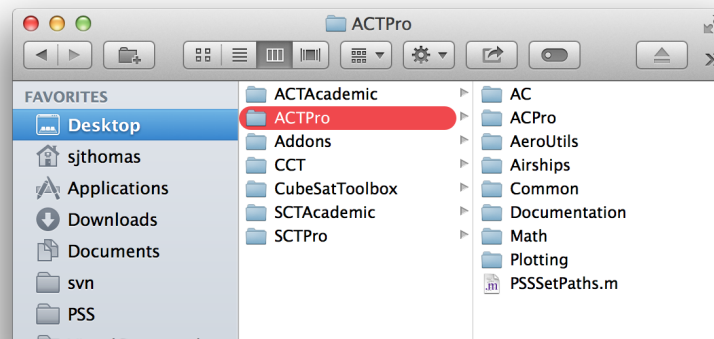 ACTPro
FAVORITES
Desktop
sjthomas
Applications
Downloads
Documents
svn
PSS
ACTAcademic
ACTPro
Addons
CCT
CubeSatToolbox
SCTAcademic
SCTPro
AC
ACPro
AeroUtils
Airships
Common
Documentation
Math
Plotting
.m PSSSetPaths.m